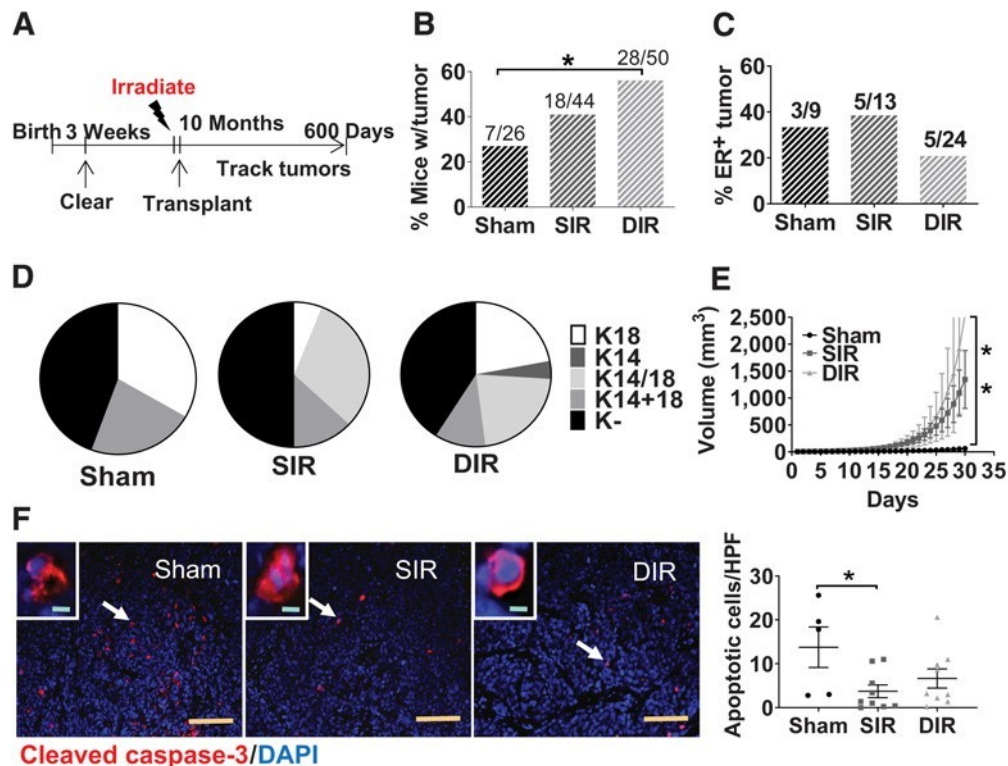 A
Irradiate
Birth 3 Weeks 10 Months 600 Days
Track tumors
Clear Transplant
B
% Mice w/tumor
60
40
20
0
*
7/26
18/44
28/50
Sham SIR DIR
C
% ER+ tumor
60
40
20
0
3/9
5/13
5/24
Sham SIR DIR
D
Sham
SIR
DIR
K18
K14
K14/18
K14+18
K-
E
Volume (mm³)
2,500
2,000
1,500
1,000
500
0
Sham
SIR
DIR
*
*
0 5 10 15 20 25 30 35
Days
F
Sham
SIR
DIR
Cleaved caspase-3/DAPI
Apoptotic cells/HPF
30
20
10
0
*
Sham SIR DIR